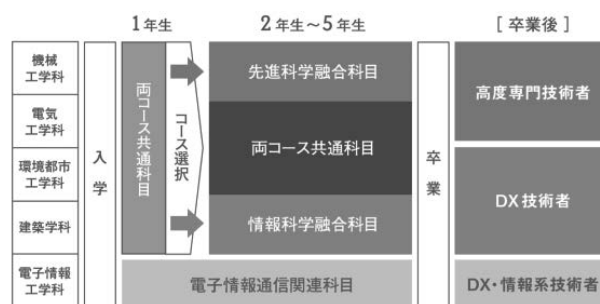 1年生
2年生～5年生
［卒業後］
機械
工学科
電気
工学科
環境都市
工学科
建築学科
電子情報
工学科
入学
両コース共通科目
コース選択
先進科学融合科目
両コース共通科目
情報科学融合科目
電子情報通信関連科目
卒業
高度専門技術者
DX技術者
DX・情報系技術者